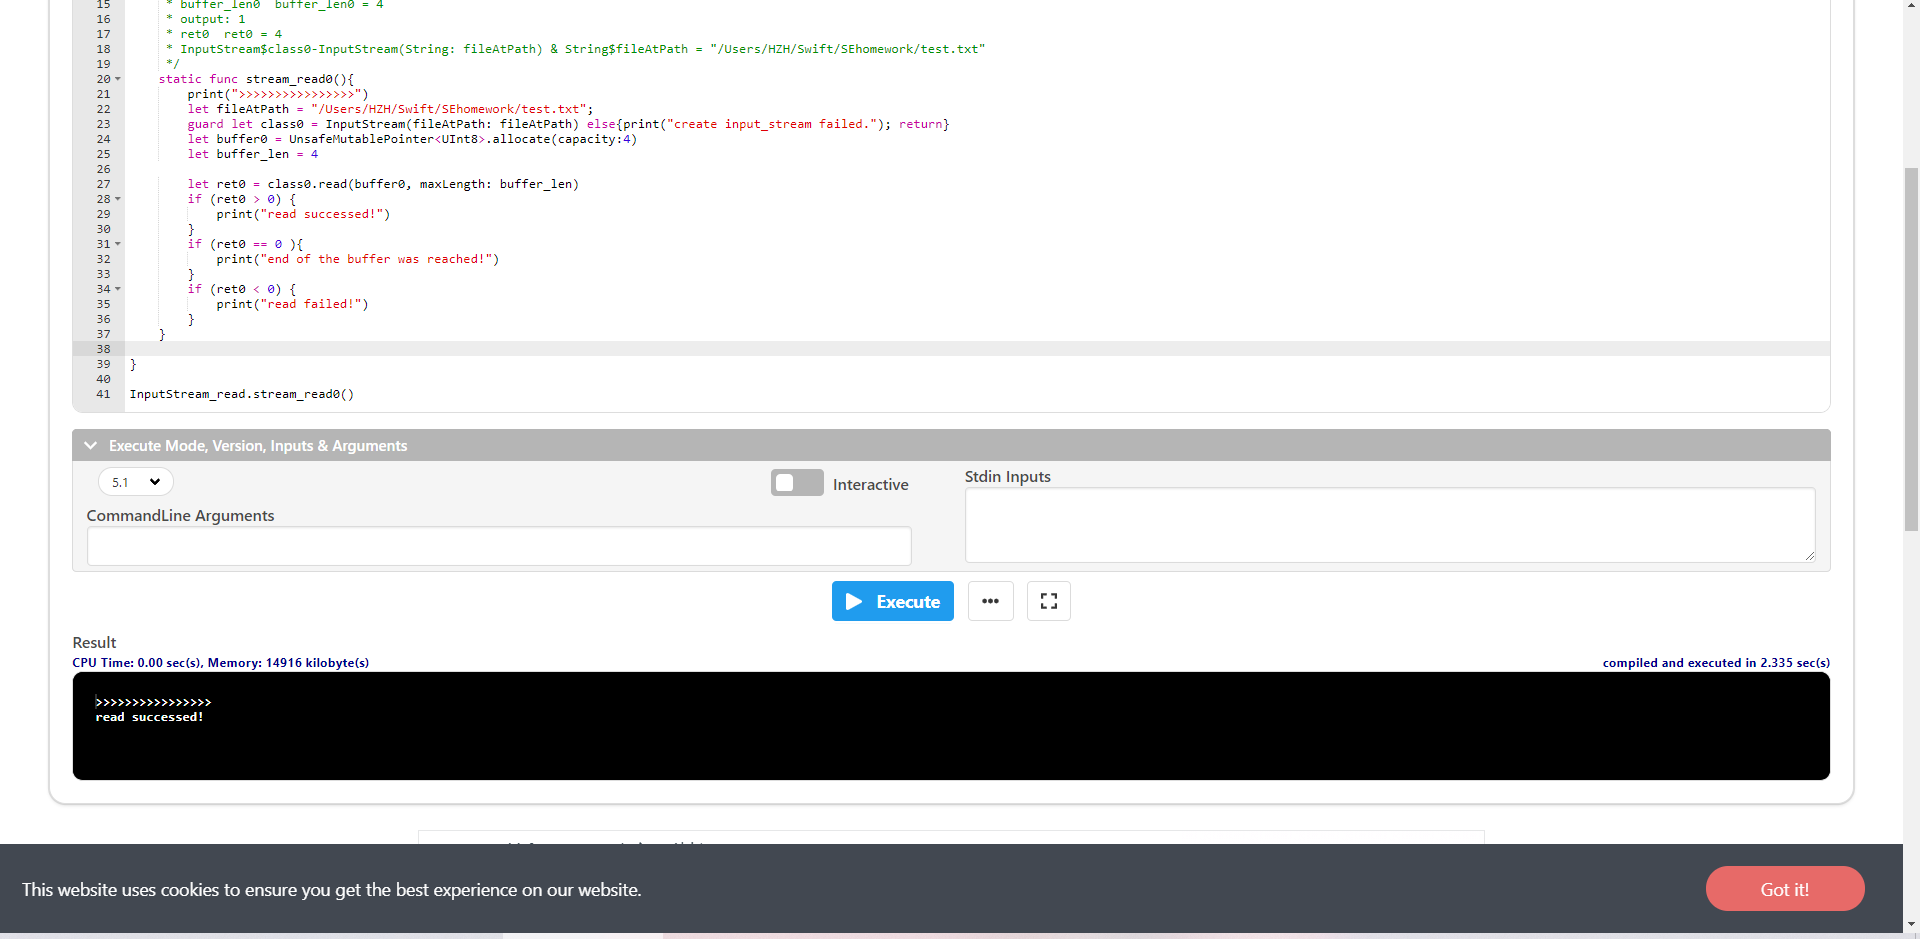 15 * buffer_len0  buffer_len0 = 4
16 * output: 1
17 * ret0  ret0 = 4
18 * InputStream$class0-InputStream(String: fileAtPath) & String$fileAtPath = "/Users/HZH/Swift/SEhomework/test.txt"
19 */
20 static func stream_read0(){
21 print(">>>>>>>>>>>>>>>>")
22 let fileAtPath = "/Users/HZH/Swift/SEhomework/test.txt";
23 guard let class0 = InputStream(fileAtPath: fileAtPath) else{print("create input_stream failed."); return}
24 let buffer0 = UnsafeMutablePointer<UInt8>.allocate(capacity:4)
25 let buffer_len = 4
26
27 let ret0 = class0.read(buffer0, maxLength: buffer_len)
28 if (ret0 > 0) {
29 print("read successed!")
30 }
31 if (ret0 == 0 ){
32 print("end of the buffer was reached!")
33 }
34 if (ret0 < 0) {
35 print("read failed!")
36 }
37 }
38
39 }
40
41 InputStream_read.stream_read0()
Execute Mode, Version, Inputs & Arguments
5.1
Interactive
Stdin Inputs
CommandLine Arguments
Execute
•••
Result
CPU Time: 0.00 sec(s), Memory: 14916 kilobyte(s)
compiled and executed in 2.335 sec(s)
>>>>>>>>>>>>>>>>
read successed!
This website uses cookies to ensure you get the best experience on our website.
Got it!